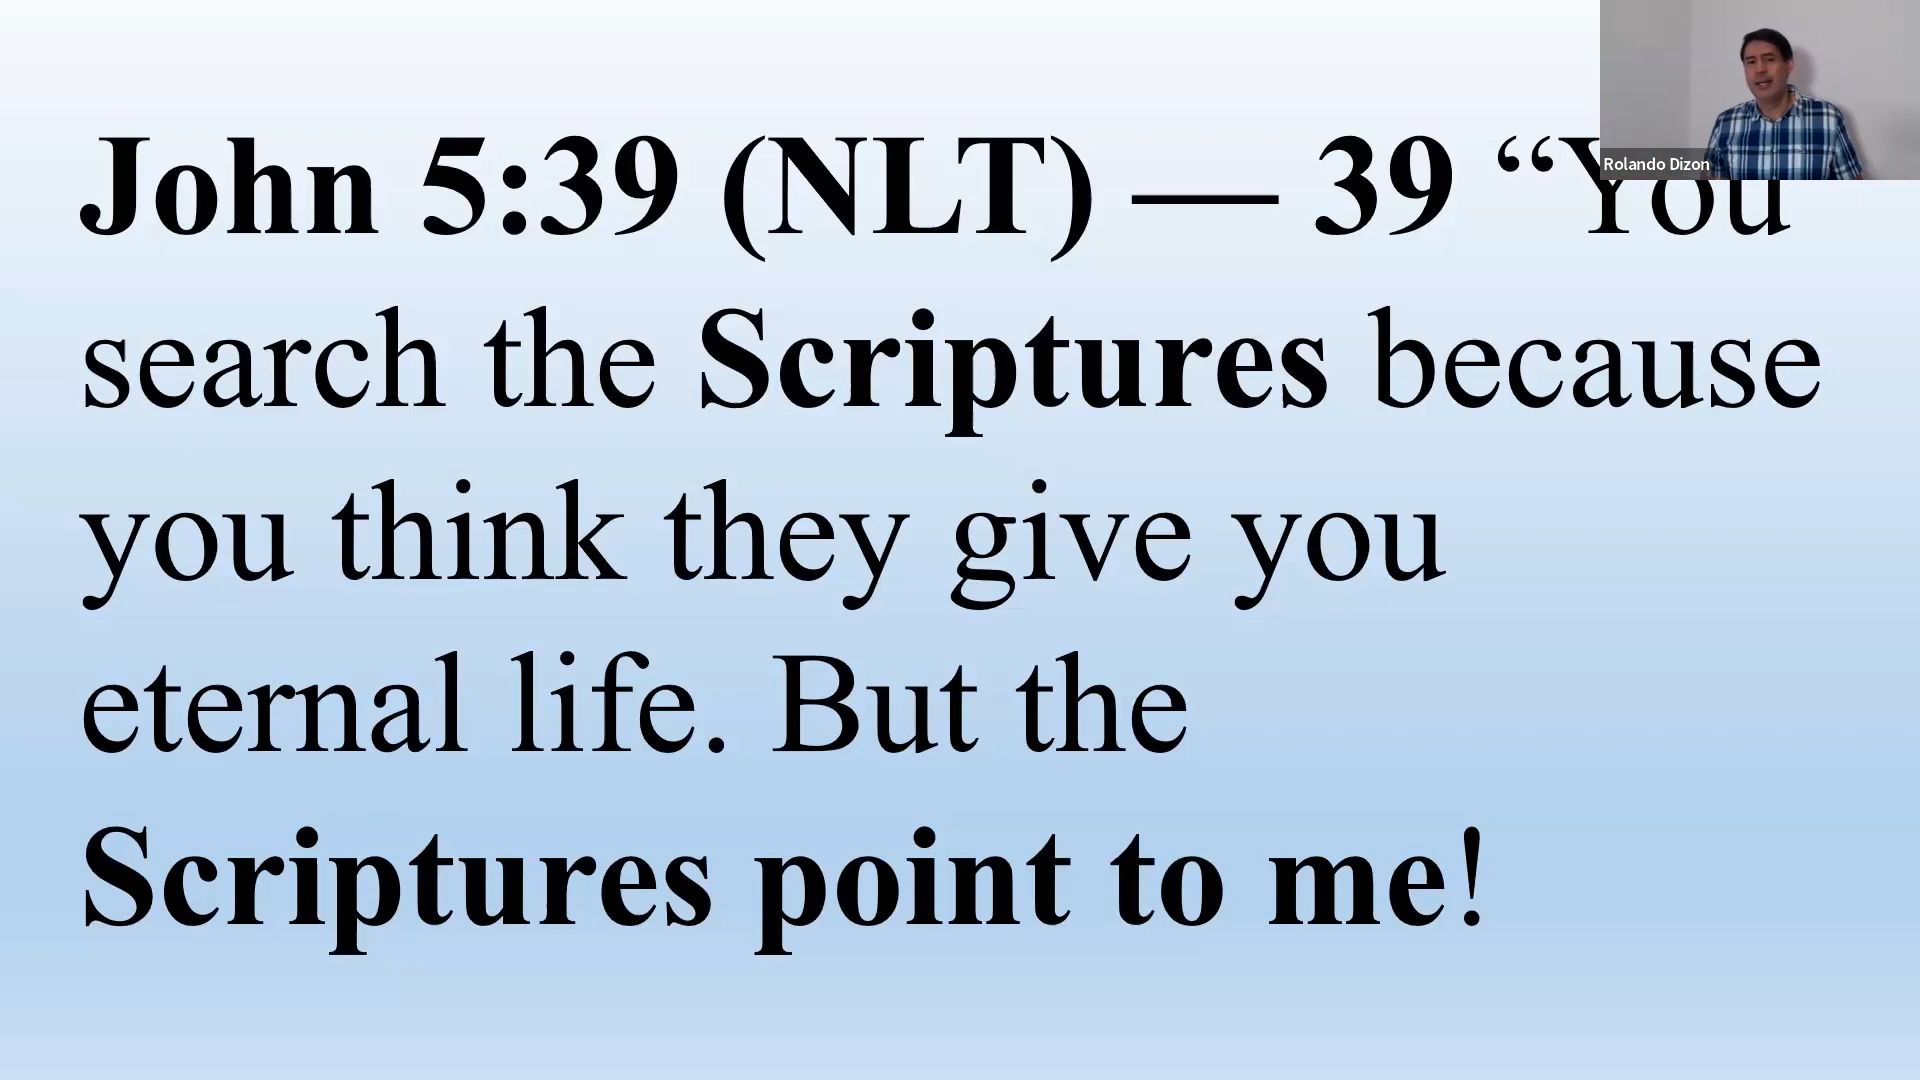 John 5:39 (NLT) — 39 “You
search the Scriptures because
you think they give you
eternal life. But the
Scriptures point to me!
Rolando Dizon